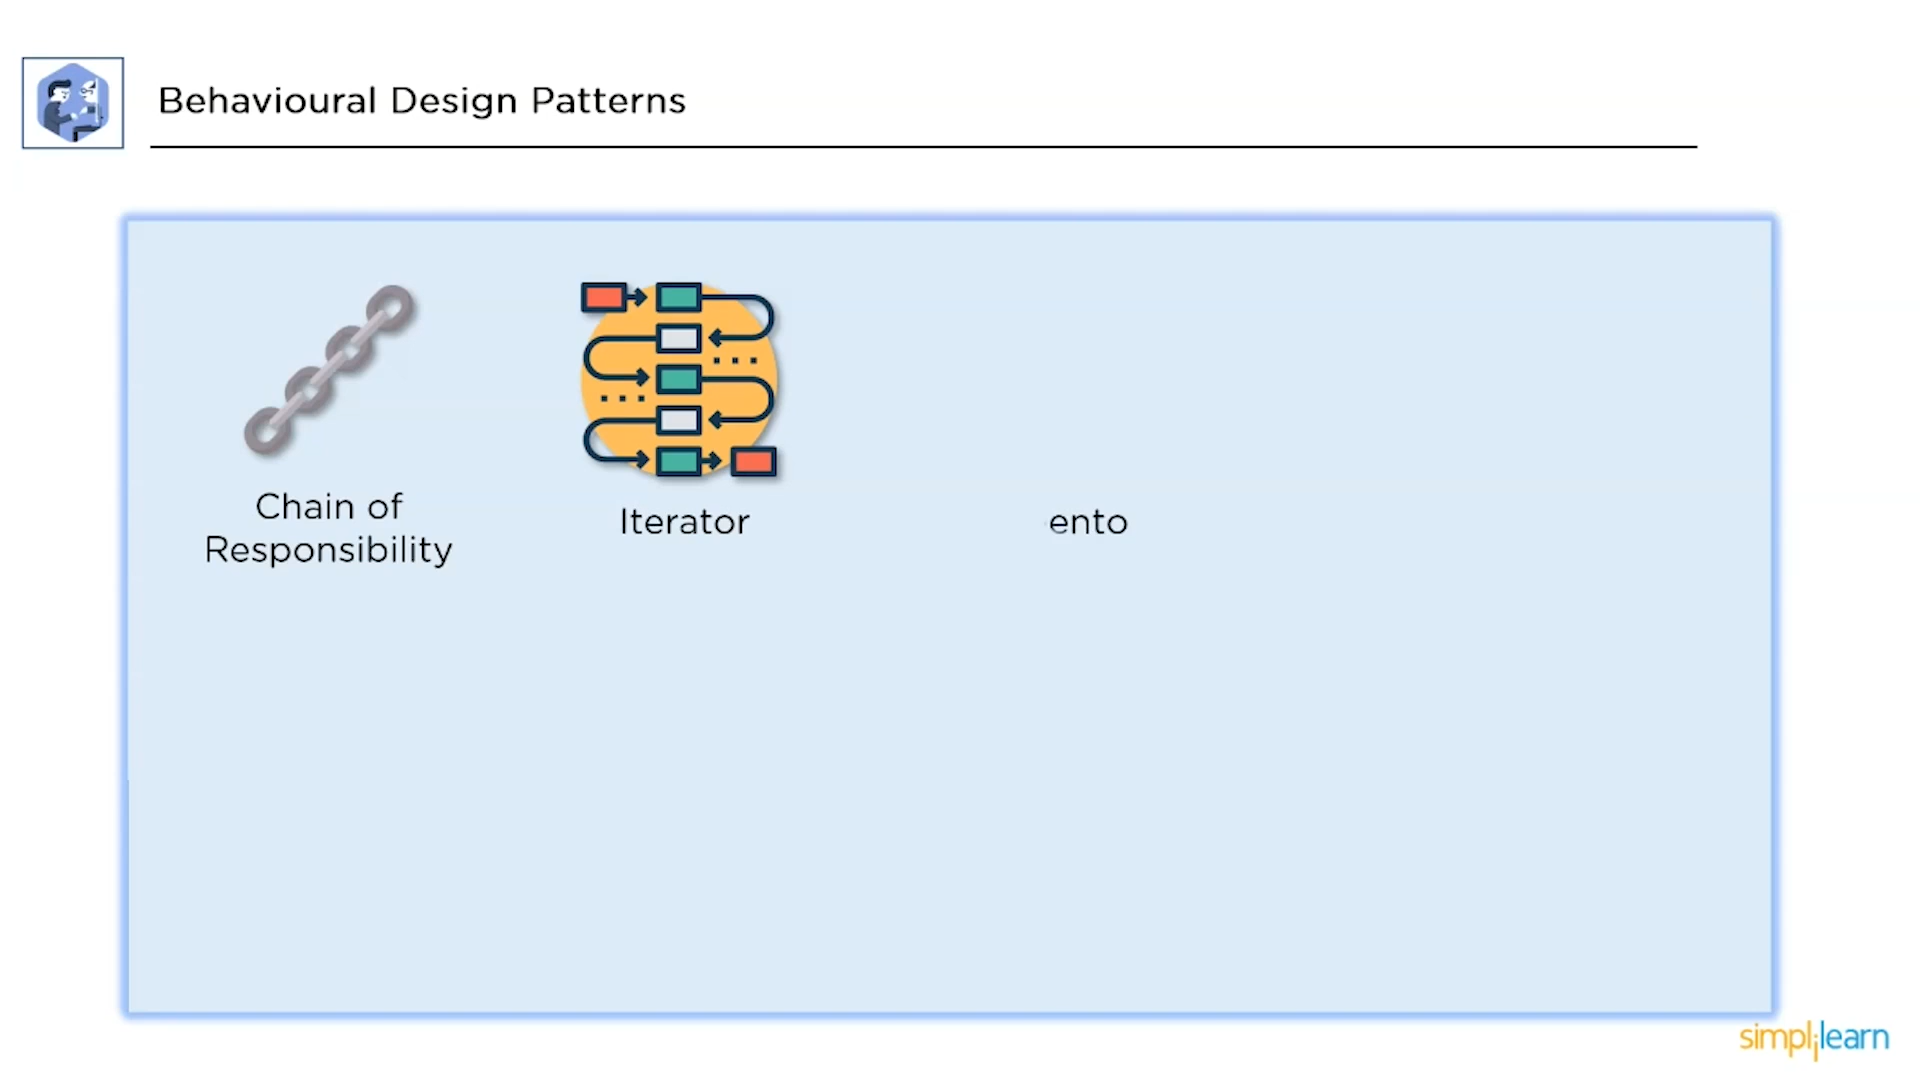 Behavioural Design Patterns
Chain of
Responsibility
Iterator
ento
simplilearn